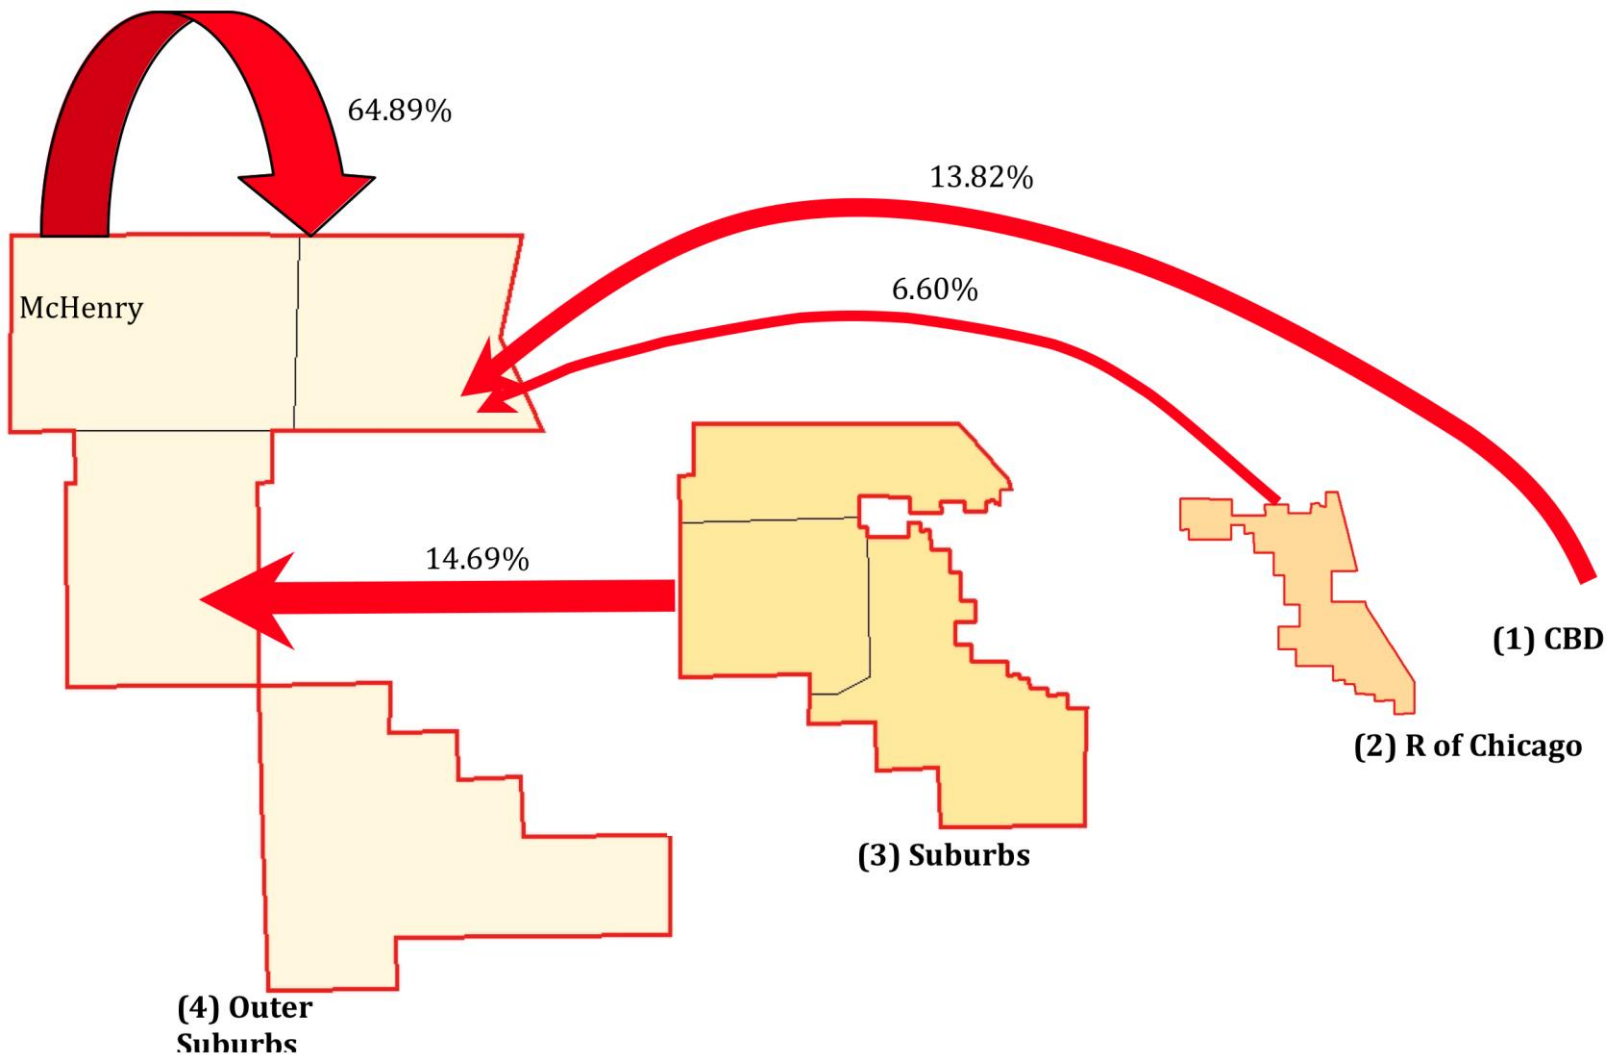 64.89%
13.82%
6.60%
McHenry
14.69%
(1) CBD
(2) R of Chicago
(3) Suburbs
(4) Outer
Suburbs